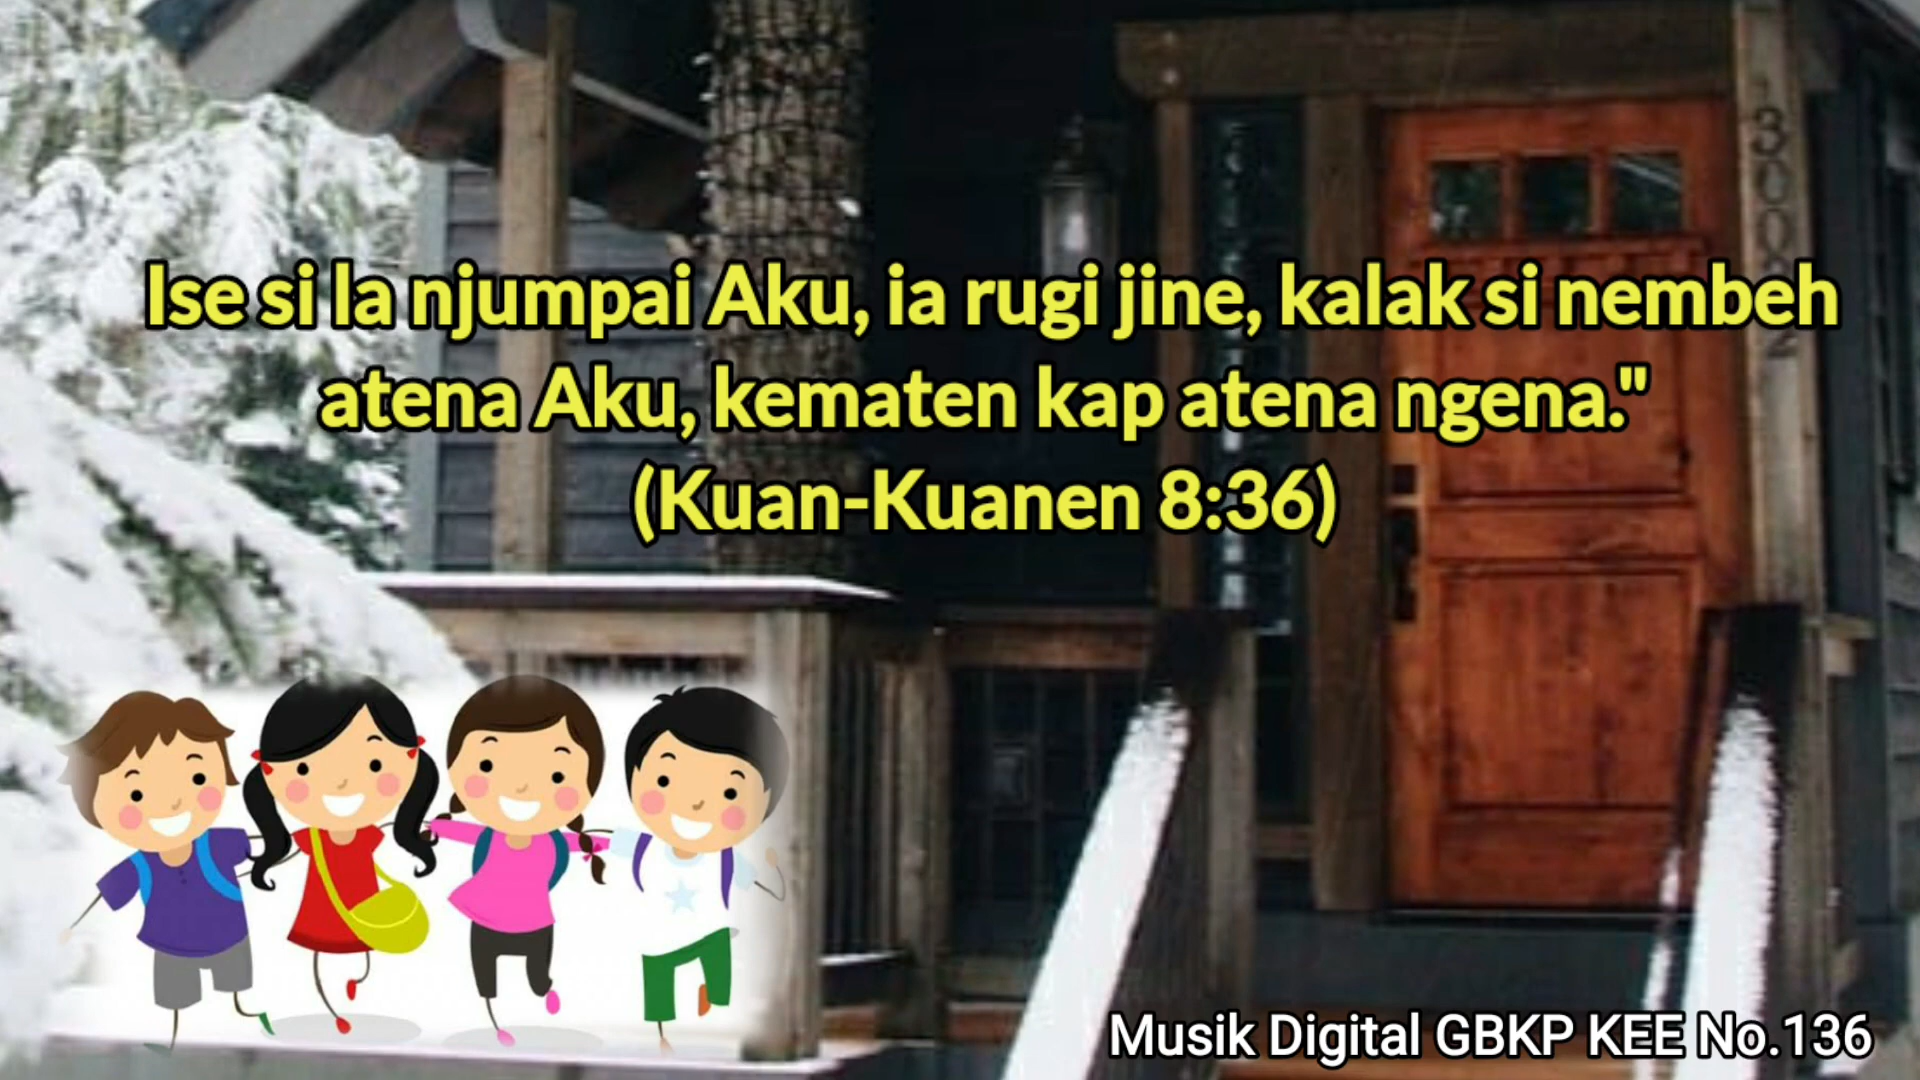 Ise si la njumpai Aku, ia rugi jine, kalak si nembeh
atena Aku, kematen kap atena ngena."
(Kuan-Kuanen 8:36)
3002
Musik Digital GBKP KEE No.136